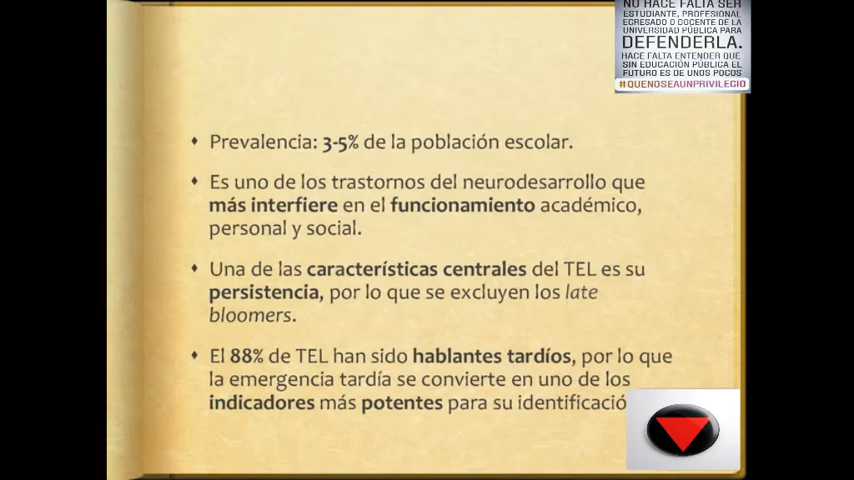 NO HACE FALTA SER
ESTUDIANTE, PROFESIONAL
EGRESADO O DOCENTE DE LA
UNIVERSIDAD PÚBLICA PARA
DEFENDERLA.
HACE FALTA ENTENDER QUE
SIN EDUCACIÓN PÚBLICA EL
FUTURO ES DE UNOS POCOS
#QUENOSEAUNPRIVILEGIO
Prevalencia: 3-5% de la población escolar.
Es uno de los trastornos del neurodesarrollo que
más interfiere en el funcionamiento académico,
personal y social.
Una de las características centrales del TEL es su
persistencia, por lo que se excluyen los late
bloomers.
El 88% de TEL han sido hablantes tardíos, por lo que
la emergencia tardía se convierte en uno de los
indicadores más potentes para su identificació